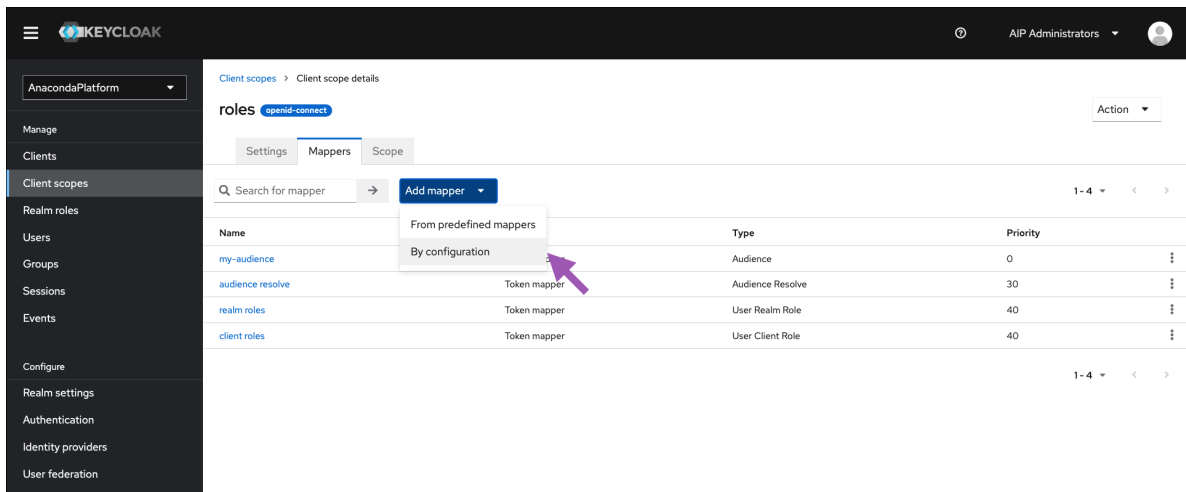 KEYCLOAK
AIP Administrators
AnacondaPlatform
Manage
Clients
Client scopes
Realm roles
Users
Groups
Sessions
Events
Configure
Realm settings
Authentication
Identity providers
User federation
Client scopes > Client scope details
roles openid-connect
Action
Settings Mappers Scope
Search for mapper Add mapper 1 - 4
From predefined mappers
By configuration
Name Type Priority
my-audience Audience 0
audience resolve Token mapper Audience Resolve 30
realm roles Token mapper User Realm Role 40
client roles Token mapper User Client Role 40
1 - 4